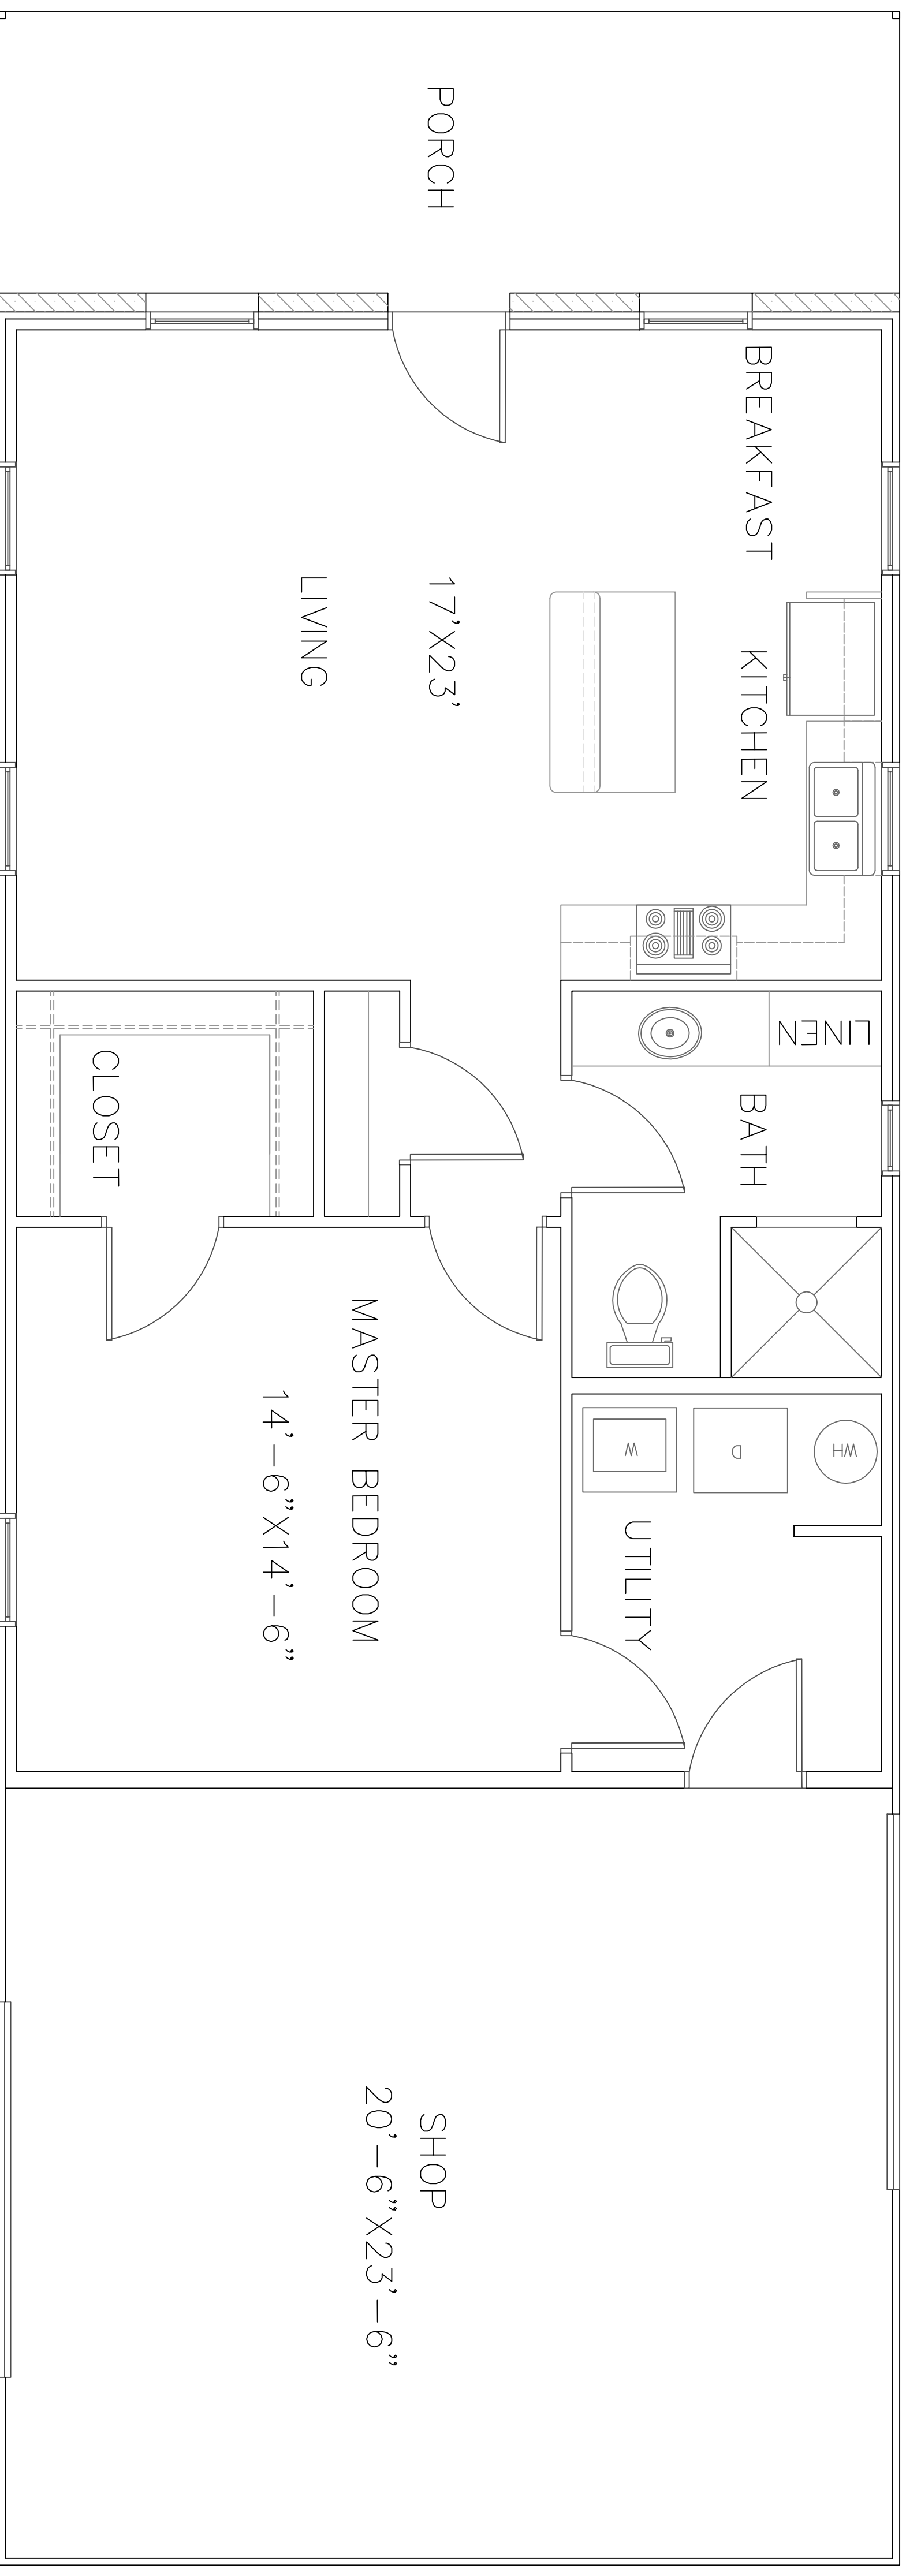 PORCH
BREAKFAST
17'X23'
LIVING
KITCHEN
LINEN
CLOSET
BATH
MASTER BEDROOM
14'-6"X14'-6"
W
D
WH
UTILITY
SHOP
20'-6"X23'-6"